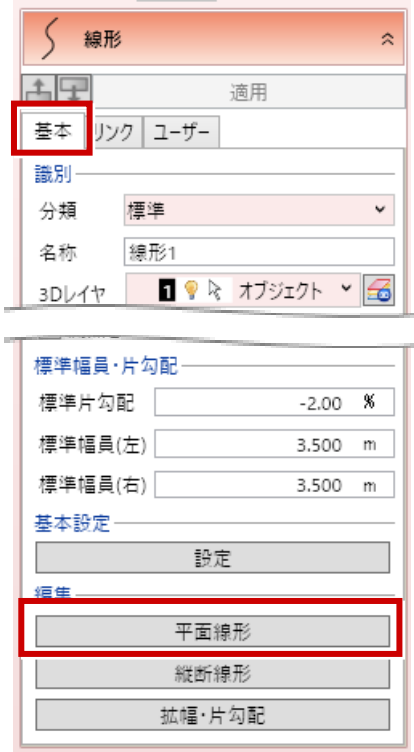 線形
適用
基本 リンク ユーザー
識別
分類 標準
名称 線形1
3Dレイヤ 1 オブジェクト
標準幅員・片勾配
標準片勾配 -2.00 %
標準幅員(左) 3.500 m
標準幅員(右) 3.500 m
基本設定
設定
編集
平面線形
縦断線形
拡幅・片勾配